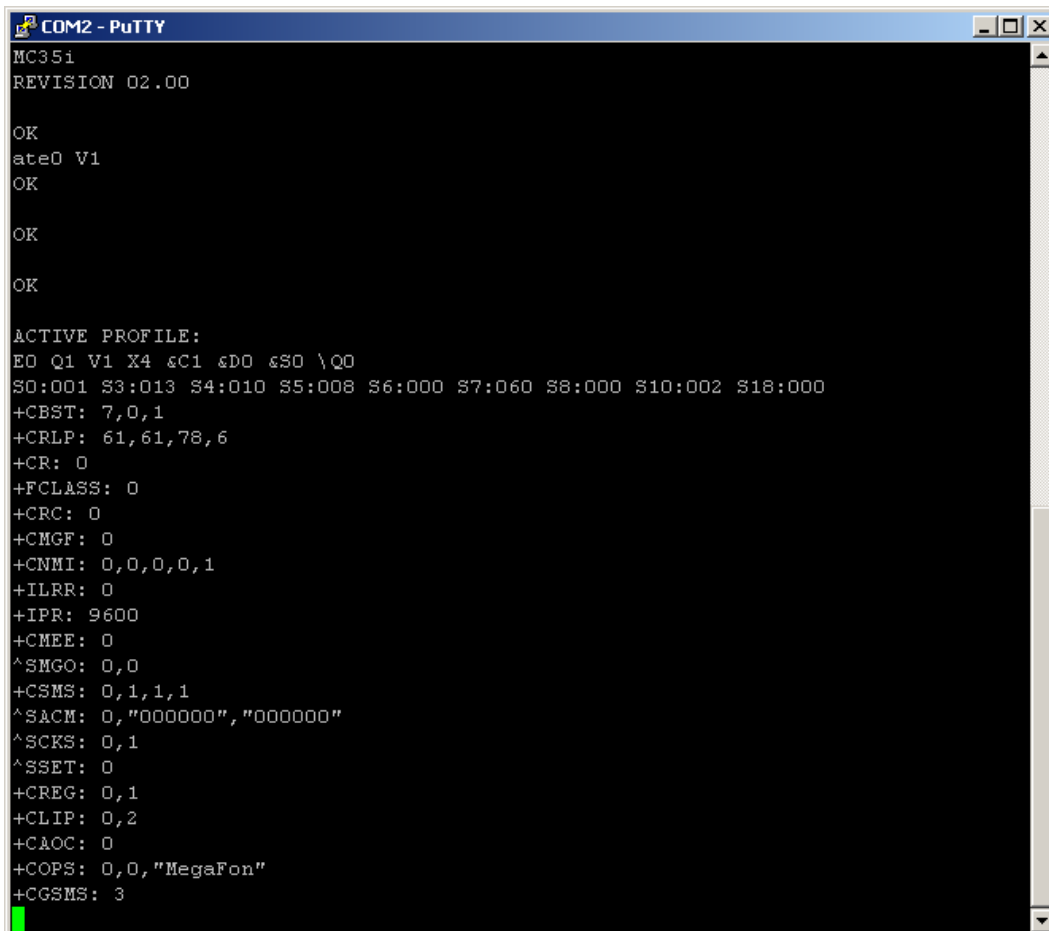 COM2 - PuTTY
MC35i
REVISION 02.00
OK
ate0 V1
OK
OK
OK
ACTIVE PROFILE:
E0 Q1 V1 X4 &C1 &D0 &S0 \Q0
S0:001 S3:013 S4:010 S5:008 S6:000 S7:060 S8:000 S10:002 S18:000
+CBST: 7,0,1
+CRLP: 61,61,78,6
+CR: 0
+FCLASS: 0
+CRC: 0
+CMGF: 0
+CNMI: 0,0,0,0,1
+ILRR: 0
+IPR: 9600
+CMEE: 0
^SMGO: 0,0
+CSMS: 0,1,1,1
^SACM: 0,"000000","000000"
^SCKS: 0,1
^SSET: 0
+CREG: 0,1
+CLIP: 0,2
+CAOC: 0
+COPS: 0,0,"MegaFon"
+CGSMS: 3